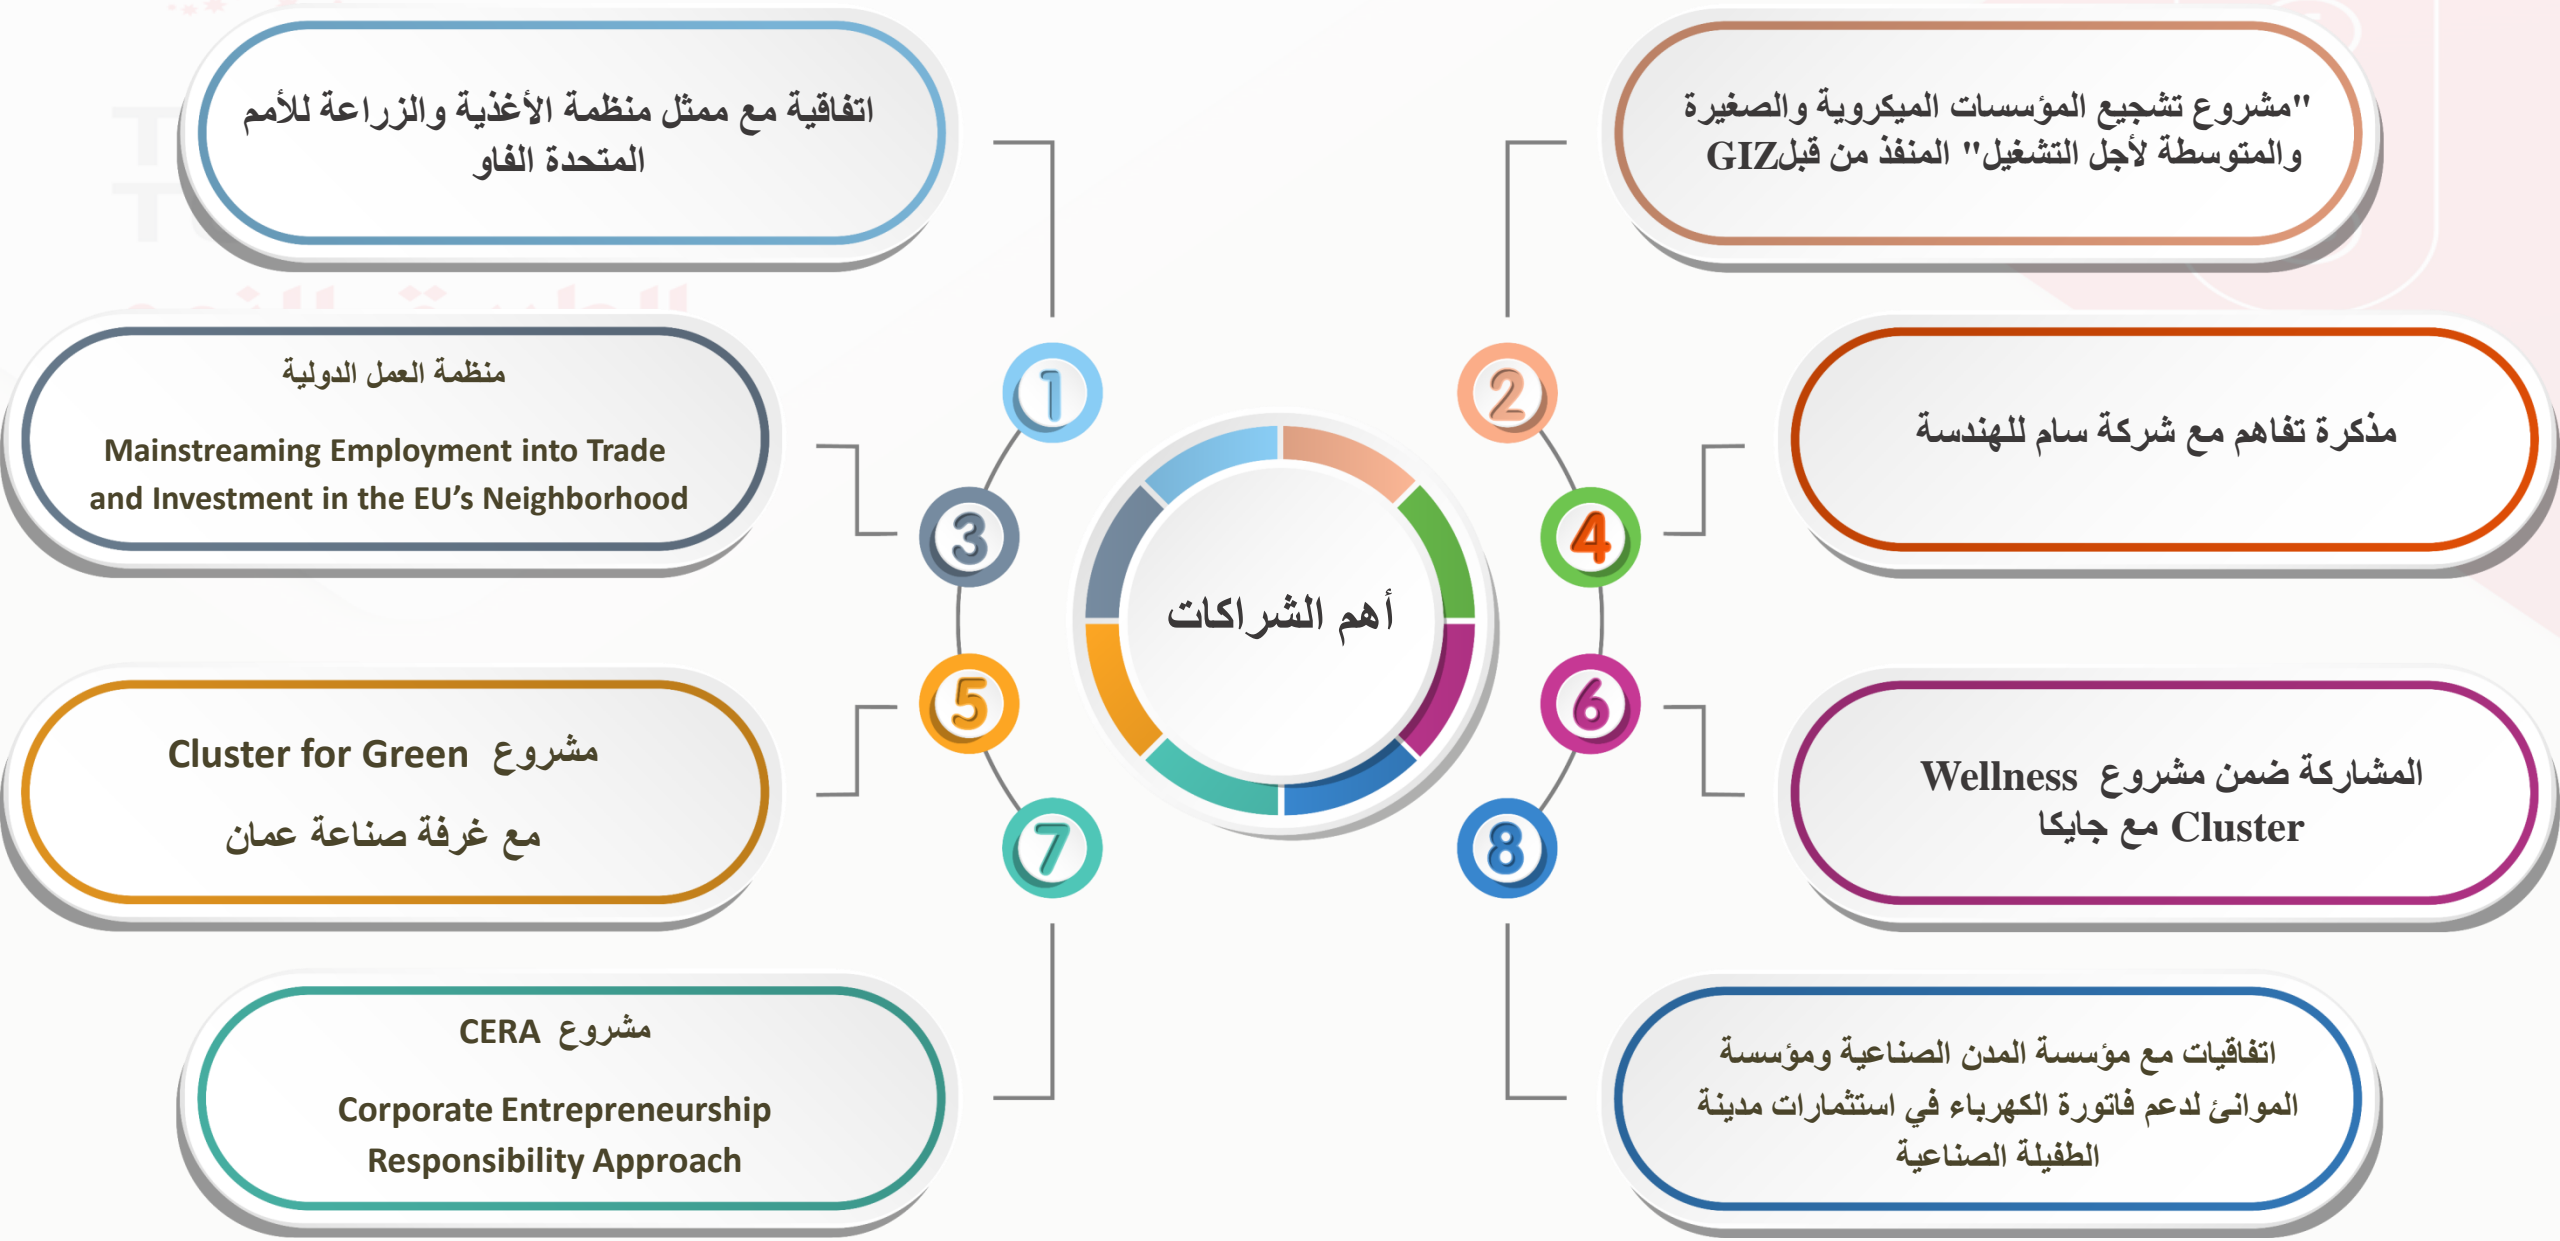 اتفاقية مع ممثل منظمة الأغذية والزراعة للأمم
المتحدة الفاو
"مشروع تشجيع المؤسسات الميكروية والصغيرة
والمتوسطة لأجل التشغيل" المنفذ من قبلGIZ
منظمة العمل الدولية
Mainstreaming Employment into Trade
and Investment in the EU’s Neighborhood
مذكرة تفاهم مع شركة سام للهندسة
مشروع Cluster for Green
مع غرفة صناعة عمان
المشاركة ضمن مشروع Wellness
Cluster مع جايكا
مشروع CERA
Corporate Entrepreneurship
Responsibility Approach
اتفاقيات مع مؤسسة المدن الصناعية ومؤسسة
الموانئ لدعم فاتورة الكهرباء في استثمارات مدينة
الطفيلة الصناعية
أهم الشراكات
1
2
3
4
5
6
7
8